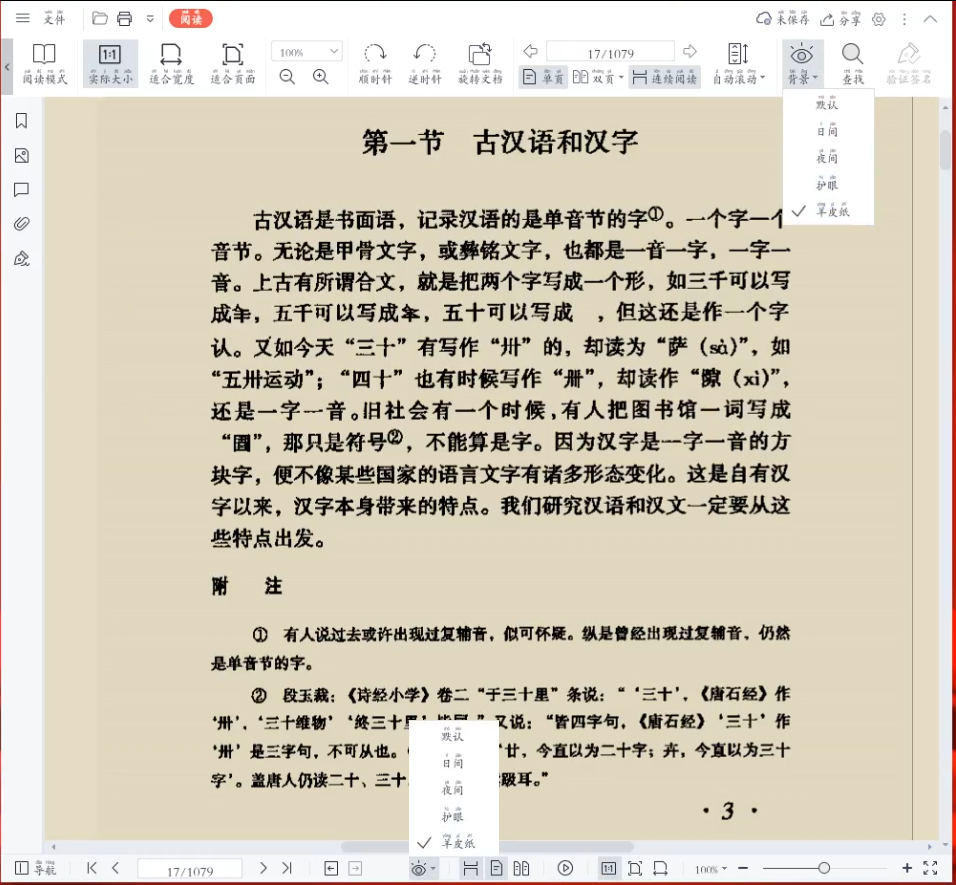 文件 阅读 未保存 分享
100% 17/1079
阅读模式 实际大小 适合宽度 适合页面 顺时针 逆时针 旋转文档 单页 双页 连续阅读 自动滚动 背景 查找 验证签名
默认
日间
夜间
护眼
羊皮纸
第一节 古汉语和汉字
古汉语是书面语，记录汉语的是单音节的字①。一个字一个
音节。无论是甲骨文字，或彝铭文字，也都是一音一字，一字一
音。上古有所谓合文，就是把两个字写成一个形，如三千可以写
成，五千可以写成，五十可以写成 ，但这还是作一个字
认。又如今天“三十”有写作“卅”的，却读为“萨（sà）”，如
“五卅运动”；“四十”也有时候写作“卌”，却读作“隙（xì）”，
还是一字一音。旧社会有一个时候，有人把图书馆一词写成
“圕”，那只是符号②，不能算是字。因为汉字是一字一音的方
块字，便不像某些国家的语言文字有诸多形态变化。这是自有汉
字以来，汉字本身带来的特点。我们研究汉语和汉文一定要从这
些特点出发。
附 注
① 有人说过去或许出现过复辅音，似可怀疑。纵是曾经出现过复辅音，仍然
是单音节的字。
② 段玉裁：《诗经小学》卷二“于三十里”条说：“‘三十’，《唐石经》作
‘卅’，‘三十维物’‘终三十里’ ”又说：“皆四字句，《唐石经》‘三十’作
‘卅’是三字句，不可从也。 ‘廿，今直以为二十字；卉，今直以为三十
字’。盖唐人仍读二十、三十 耳。”
· 3 ·
默认
日间
夜间
护眼
羊皮纸
导航 17/1079 100%